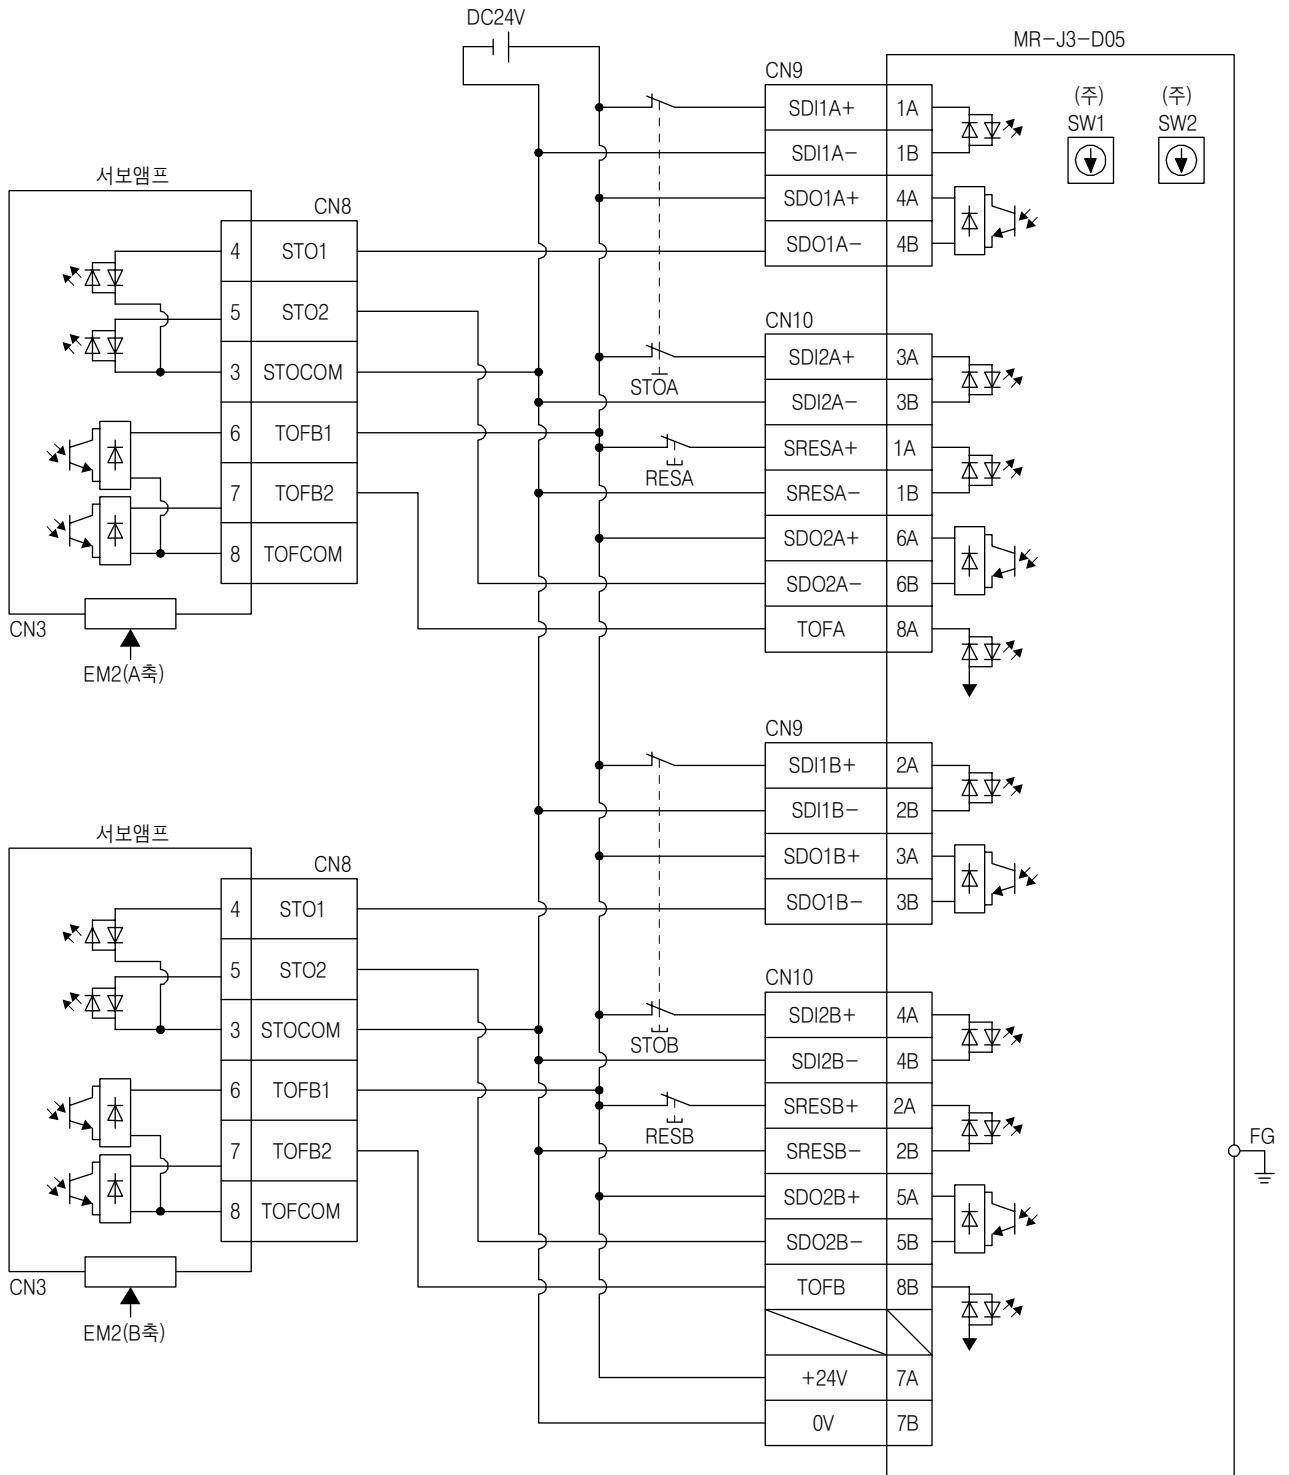 DC24V
MR-J3-D05
(주)
SW1
(주)
SW2
CN9
SDI1A+ 1A
SDI1A- 1B
SDO1A+ 4A
SDO1A- 4B
서보앰프
CN8
4 STO1
5 STO2
3 STOCOM
6 TOFB1
7 TOFB2
8 TOFCOM
CN3
EM2(A축)
STOA
RESA
CN10
SDI2A+ 3A
SDI2A- 3B
SRESA+ 1A
SRESA- 1B
SDO2A+ 6A
SDO2A- 6B
TOFA 8A
CN9
SDI1B+ 2A
SDI1B- 2B
SDO1B+ 3A
SDO1B- 3B
서보앰프
CN8
4 STO1
5 STO2
3 STOCOM
6 TOFB1
7 TOFB2
8 TOFCOM
CN3
EM2(B축)
STOB
RESB
CN10
SDI2B+ 4A
SDI2B- 4B
SRESB+ 2A
SRESB- 2B
SDO2B+ 5A
SDO2B- 5B
TOFB 8B
+24V 7A
0V 7B
FG